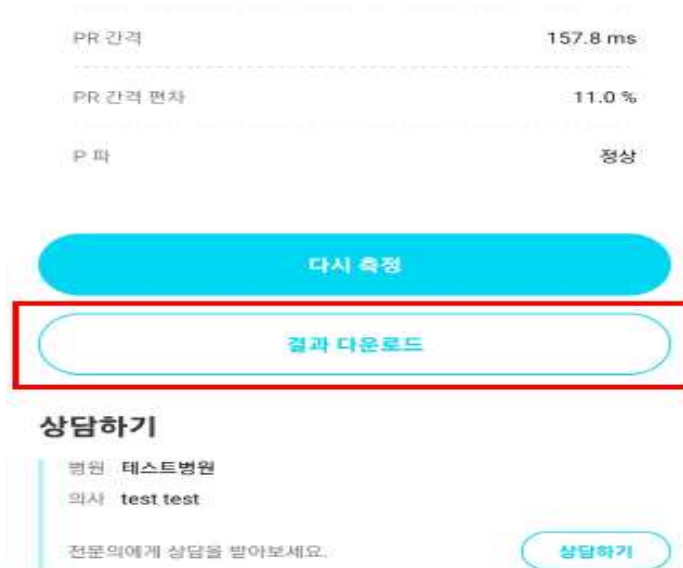 PR 간격 157.8 ms
PR 간격 편차 11.0 %
P 파 정상
다시 측정
결과 다운로드
상담하기
병원 테스트병원
의사 test test
전문의에게 상담을 받아보세요. 상담하기